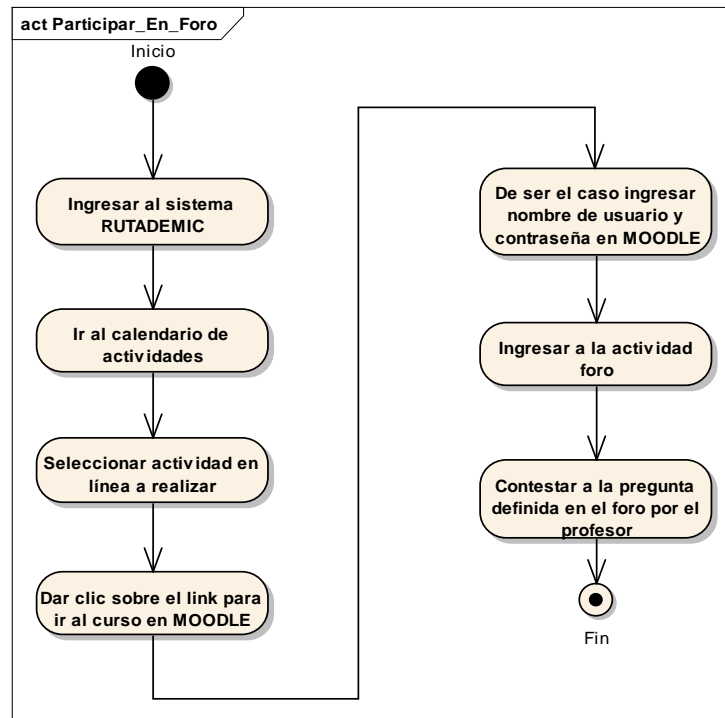 act Participar_En_Foro
Inicio
Ingresar al sistema
RUTADEMIC
Ir al calendario de
actividades
Seleccionar actividad en
línea a realizar
Dar clic sobre el link para
ir al curso en MOODLE
De ser el caso ingresar
nombre de usuario y
contraseña en MOODLE
Ingresar a la actividad
foro
Contestar a la pregunta
definida en el foro por el
profesor
Fin